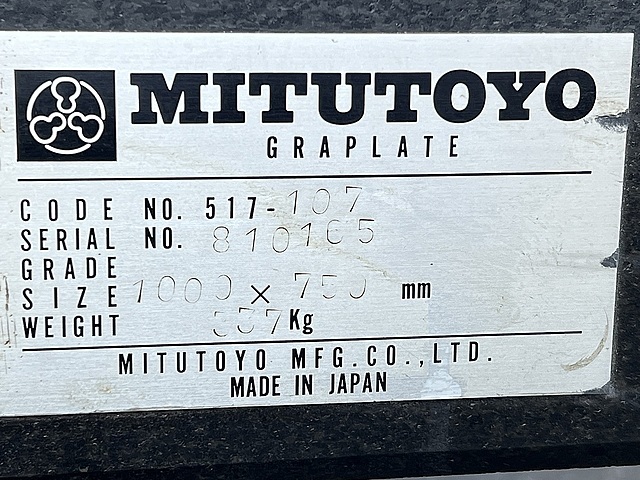 MITUTOYO
GRAPLATE
CODE NO. 517-107
SERIAL NO. 810165
GRADE
SIZE 1000 × 750 mm
WEIGHT Kg
MITUTOYO MFG.CO.,LTD.
MADE IN JAPAN